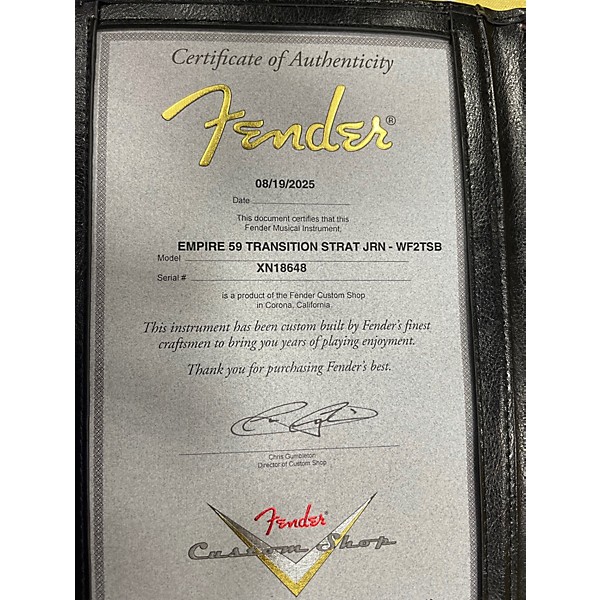 Certificate of Authenticity
Fender®
08/19/2025
Date
This document certifies that this
Fender Musical Instrument,
EMPIRE 59 TRANSITION STRAT JRN - WF2TSB
Model
XN18648
Serial #
is a product of the Fender Custom Shop
in Corona, California.
This instrument has been custom built by Fender's finest
craftsmen to bring you years of playing enjoyment.
Thank you for purchasing Fender's best.
Chris Gumbleton
Director of Custom Shop
Fender
Custom Shop